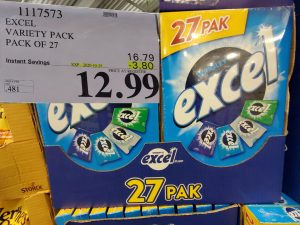 1117573
EXCEL
VARIETY PACK
PACK OF 27
16.79
Instant Savings
-3.80
12.99
.481
27 PAK
excel
excel
27 PAK
STORCK